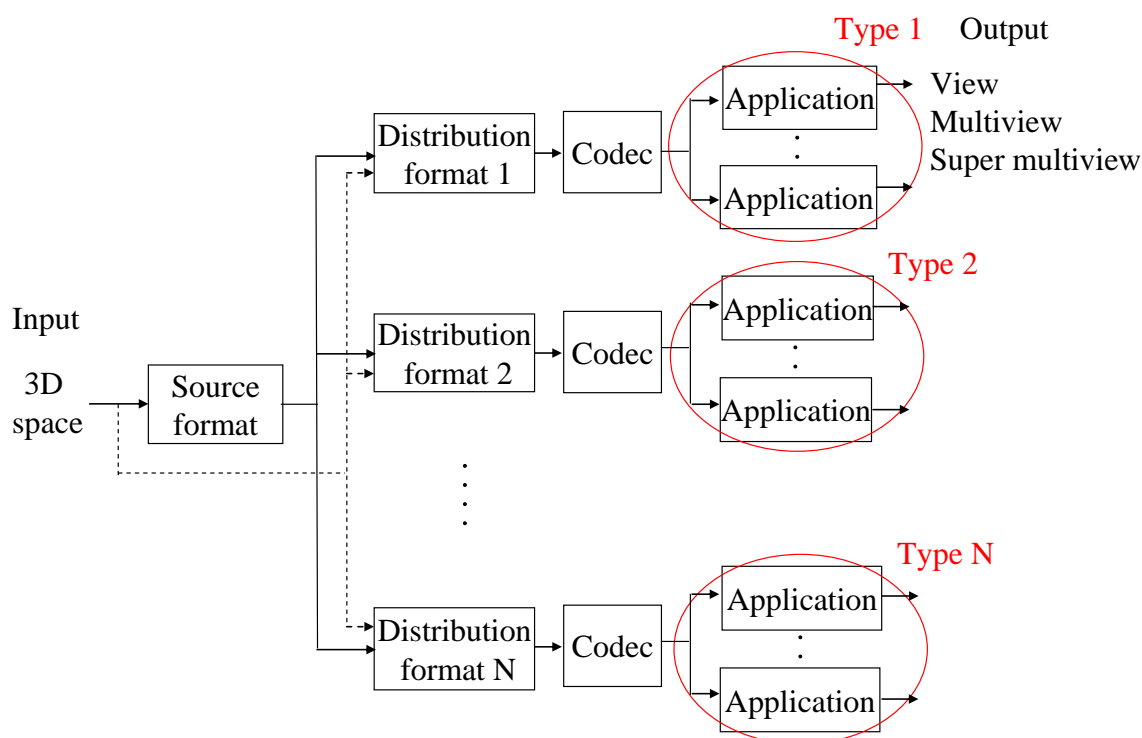 Type 1 Output
Application
View
Multiview
Super multiview
Distribution
format 1
Codec
Application
Type 2
Application
Input
Distribution
format 2
Codec
3D
space
Source
format
Application
Type N
Application
Distribution
format N
Codec
Application